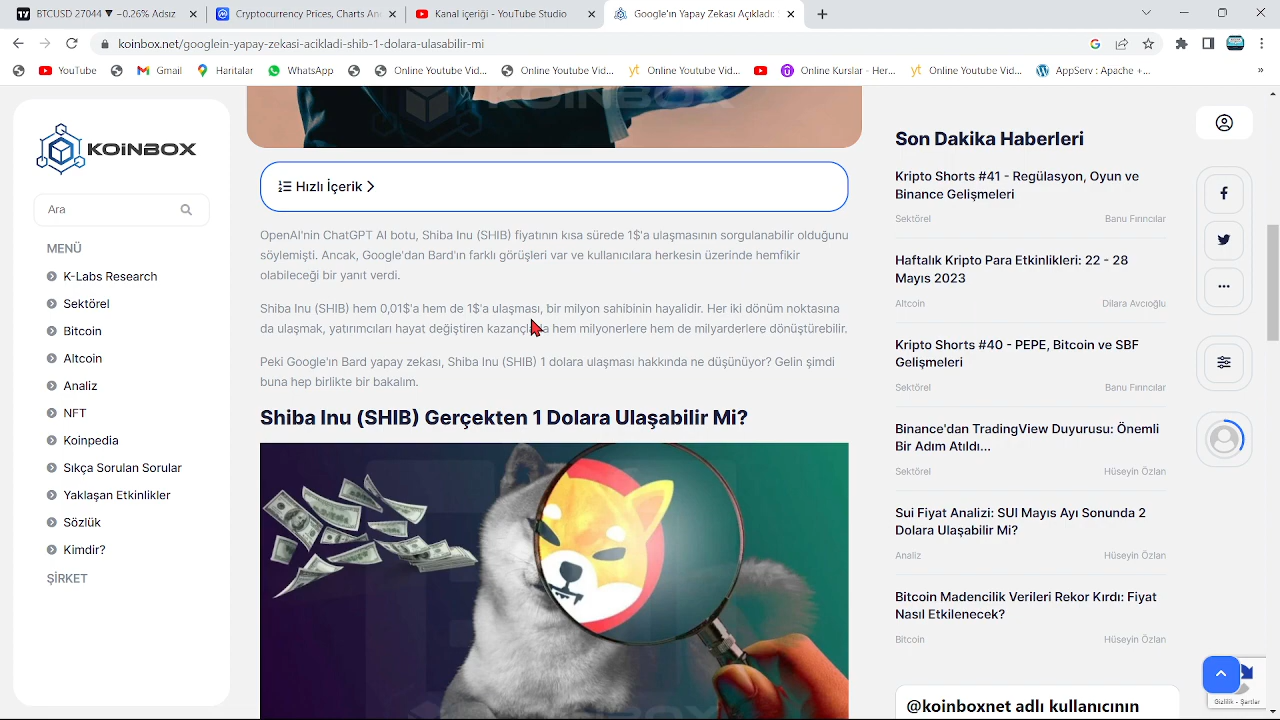 BTCUSD 27048 ▼ −0.26% Adsız
Cryptocurrency Prices, Charts An
Kanal içeriği - YouTube Studio
Google'ın Yapay Zekası Açıkladı: S
koinbox.net/googlein-yapay-zekasi-acikladi-shib-1-dolara-ulasabilir-mi
YouTube
Gmail
Haritalar
WhatsApp
Online Youtube Vid...
Online Youtube Vid...
Online Youtube Vid...
Online Kurslar - Her...
Online Youtube Vid...
AppServ : Apache +...
»
KOiNBOX
Ara
MENÜ
K-Labs Research
Sektörel
Bitcoin
Altcoin
Analiz
NFT
Koinpedia
Sıkça Sorulan Sorular
Yaklaşan Etkinlikler
Sözlük
Kimdir?
ŞİRKET
KOINBOX
Hızlı İçerik
OpenAI'nin ChatGPT AI botu, Shiba Inu (SHIB) fiyatının kısa sürede 1$'a ulaşmasının sorgulanabilir olduğunu
söylemişti. Ancak, Google'dan Bard'ın farklı görüşleri var ve kullanıcılara herkesin üzerinde hemfikir
olabileceği bir yanıt verdi.
Shiba Inu (SHIB) hem 0,01$'a hem de 1$'a ulaşması, bir milyon sahibinin hayalidir. Her iki dönüm noktasına
da ulaşmak, yatırımcıları hayat değiştiren hem milyonerlere hem de milyarderlere dönüştürebilir.
Peki Google'ın Bard yapay zekası, Shiba Inu (SHIB) 1 dolara ulaşması hakkında ne düşünüyor? Gelin şimdi
buna hep birlikte bir bakalım.
Shiba Inu (SHIB) Gerçekten 1 Dolara Ulaşabilir Mi?
Son Dakika Haberleri
Kripto Shorts #41 - Regülasyon, Oyun ve
Binance Gelişmeleri
Sektörel Banu Fırıncılar
Haftalık Kripto Para Etkinlikleri: 22 - 28
Mayıs 2023
Altcoin Dilara Avcıoğlu
Kripto Shorts #40 - PEPE, Bitcoin ve SBF
Gelişmeleri
Sektörel Banu Fırıncılar
Binance'dan TradingView Duyurusu: Önemli
Bir Adım Atıldı...
Sektörel Hüseyin Özlan
Sui Fiyat Analizi: SUI Mayıs Ayı Sonunda 2
Dolara Ulaşabilir Mi?
Analiz Hüseyin Özlan
Bitcoin Madencilik Verileri Rekor Kırdı: Fiyat
Nasıl Etkilenecek?
Bitcoin Hüseyin Özlan
@koinboxnet adlı kullanıcının
Gizlilik - Şartlar